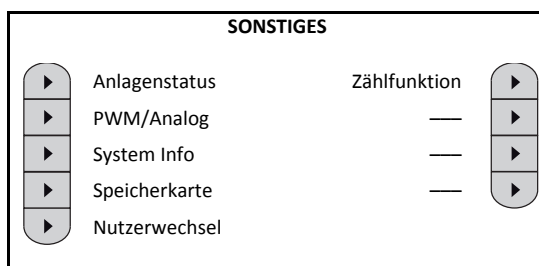 SONSTIGES
Anlagenstatus Zählfunktion
PWM/Analog —
System Info —
Speicherkarte —
Nutzerwechsel